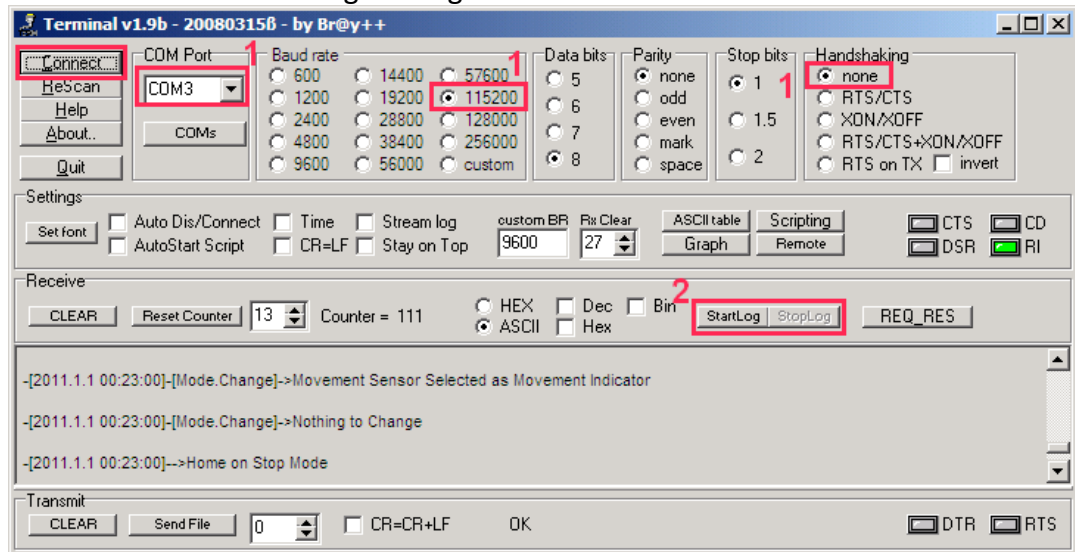 Terminal v1.9b - 20080315ß - by Br@y++
Connect
ReScan
Help
About..
Quit
COM Port
1
COM3
COMs
Baud rate
1
600 14400 57600
1200 19200 115200
2400 28800 128000
4800 38400 256000
9600 56000 custom
Data bits
5
6
7
8
Parity
none
odd
even
mark
space
Stop bits
1
1
1.5
2
Handshaking
none
RTS/CTS
XON/XOFF
RTS/CTS+XON/XOFF
RTS on TX invert
Settings
Set font
Auto Dis/Connect Time Stream log
AutoStart Script CR=LF Stay on Top
custom BR Rx Clear
9600 27
ASCII table Scripting
Graph Remote
CTS CD
DSR RI
Receive
CLEAR Reset Counter 13 Counter = 111
HEX Dec Bin
ASCII Hex
2
StartLog StopLog REQ_RES
-[2011.1.1 00:23:00]-[Mode.Change]->Movement Sensor Selected as Movement Indicator
-[2011.1.1 00:23:00]-[Mode.Change]->Nothing to Change
-[2011.1.1 00:23:00]-->Home on Stop Mode
Transmit
CLEAR Send File 0 CR=CR+LF OK DTR RTS